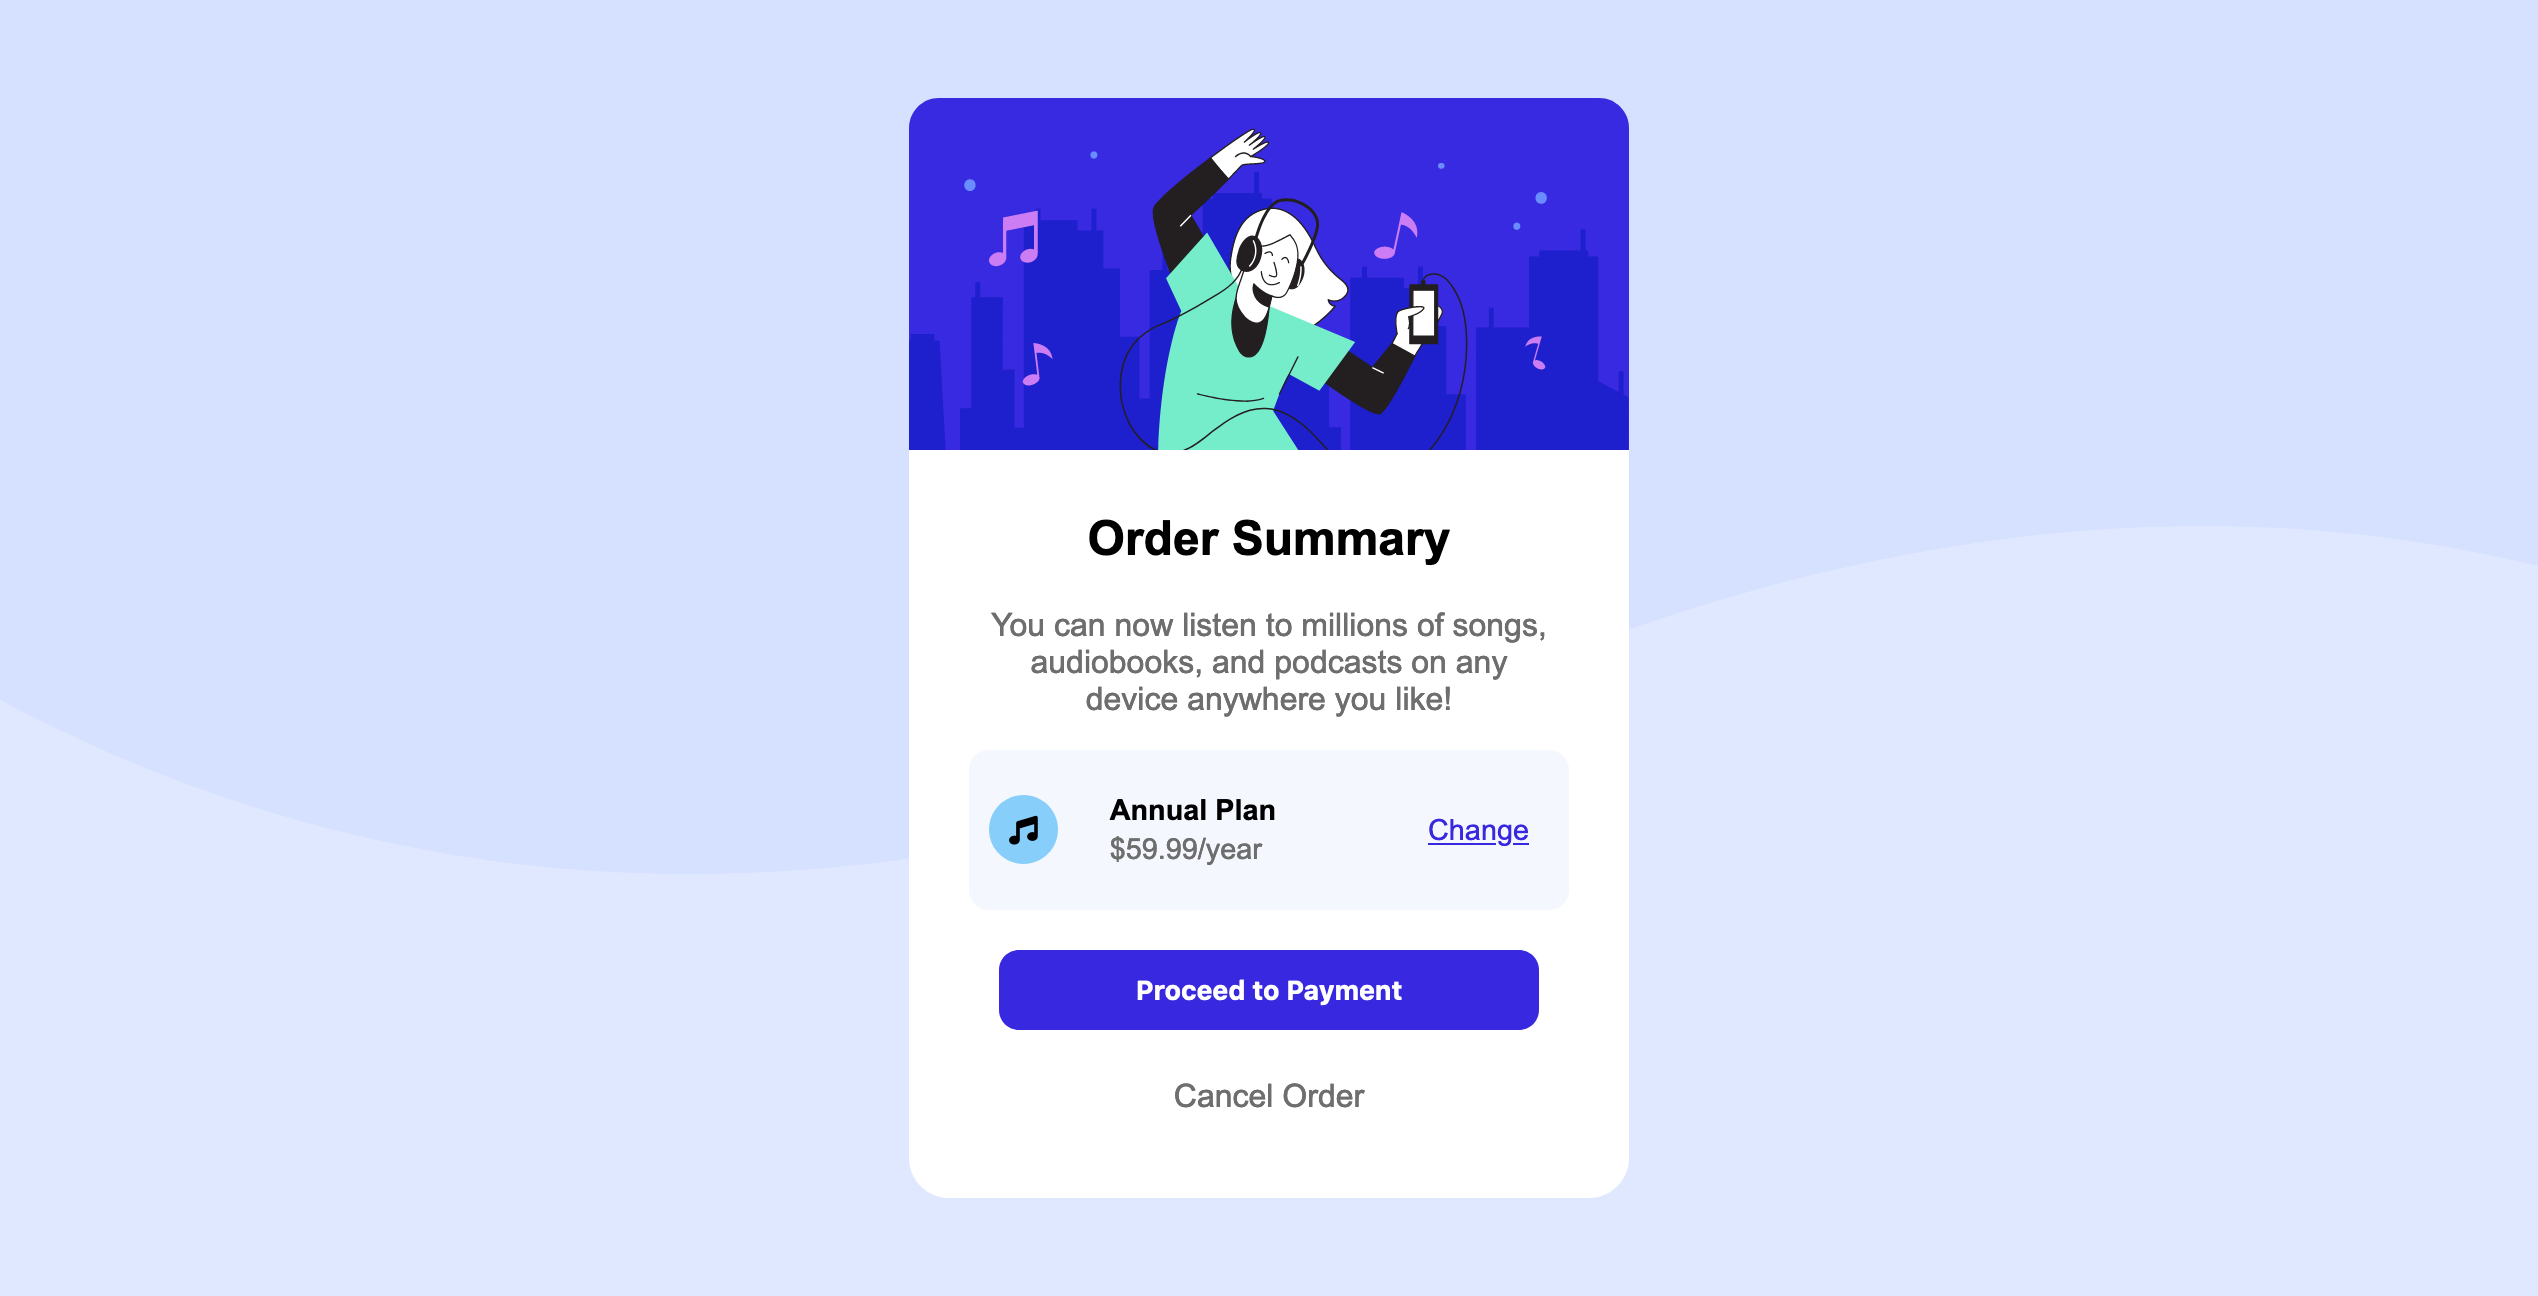 Order Summary
You can now listen to millions of songs,
audiobooks, and podcasts on any
device anywhere you like!
Annual Plan
$59.99/year
Change
Proceed to Payment
Cancel Order